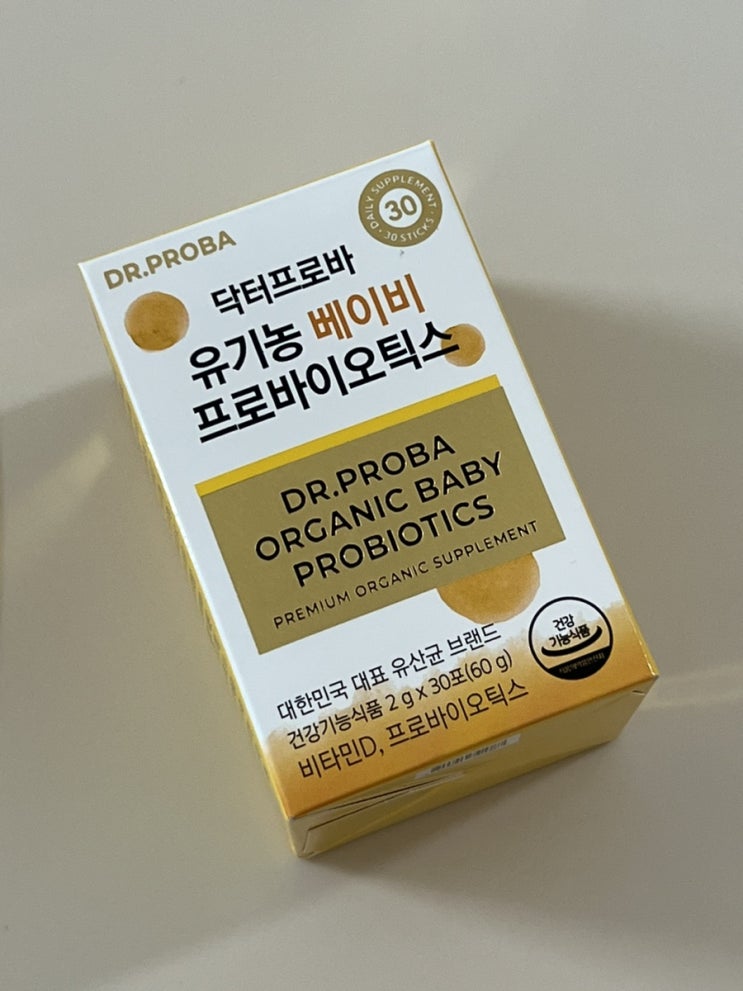 DAILY SUPPLEMENT
30
30 STICKS
DR.PROBA
닥터프로바
유기농 베이비
프로바이오틱스
DR.PROBA
ORGANIC BABY
PROBIOTICS
PREMIUM ORGANIC SUPPLEMENT
건강
기능식품
대한민국 대표 유산균 브랜드
건강기능식품 2 g x 30포(60 g)
비타민D, 프로바이오틱스